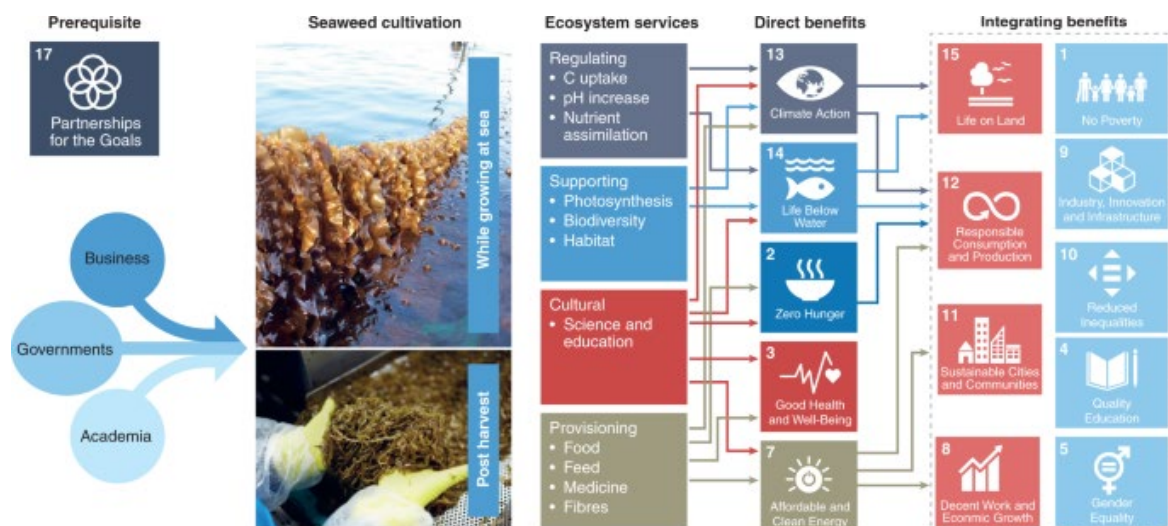 Prerequisite
17
Partnerships
for the Goals
Business
Governments
Academia
Seaweed cultivation
While growing at sea
Post harvest
Ecosystem services
Regulating
• C uptake
• pH increase
• Nutrient
assimilation
Supporting
• Photosynthesis
• Biodiversity
• Habitat
Cultural
• Science and
education
Provisioning
• Food
• Feed
• Medicine
• Fibres
Direct benefits
13
Climate Action
14
Life Below
Water
2
Zero Hunger
3
Good Health
and Well-Being
7
Affordable and
Clean Energy
Integrating benefits
15
Life on Land
12
Responsible
Consumption
and Production
11
Sustainable Cities
and Communities
8
Decent Work and
Econmic Growth
1
No Poverty
9
Industry, Innovation
and Infrastructure
10
Reduced
Inequalities
4
Quality
Education
5
Gender
Equality